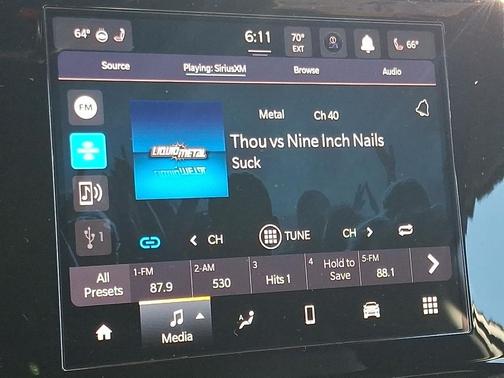 64°
6:11
70°
EXT
66°
Source
Playing: SiriusXM
Browse
Audio
FM
Metal
Ch 40
LIQUID METAL
Thou vs Nine Inch Nails
Suck
1
CH
TUNE
CH
All
Presets
1-FM
87.9
2-AM
530
3
Hits 1
4
Hold to
Save
5-FM
88.1
Media